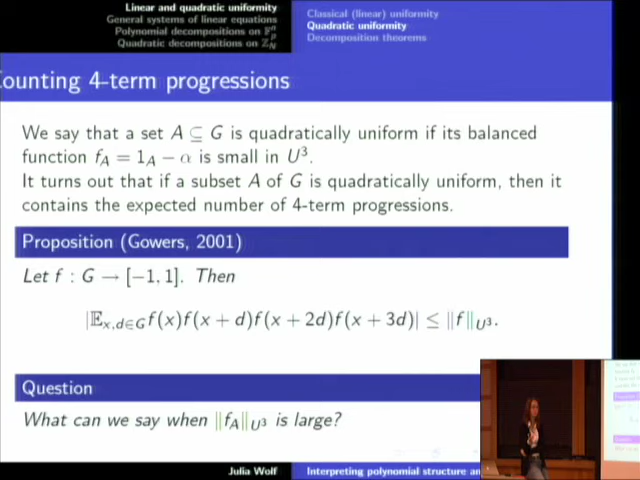 Linear and quadratic uniformity
General systems of linear equations
Polynomial decompositions on 𝔽ⁿₚ
Quadratic decompositions on ℤ_N
Classical (linear) uniformity
Quadratic uniformity
Decomposition theorems
ounting 4-term progressions
We say that a set A ⊆ G is quadratically uniform if its balanced
function f_A = 1_A − α is small in U³.
It turns out that if a subset A of G is quadratically uniform, then it
contains the expected number of 4-term progressions.
Proposition (Gowers, 2001)
Let f : G → [−1, 1]. Then
|𝔼_{x,d∈G} f(x)f(x + d)f(x + 2d)f(x + 3d)| ≤ ‖f‖_{U³}.
Question
What can we say when ‖f_A‖_{U³} is large?
Julia Wolf
Interpreting polynomial structure an